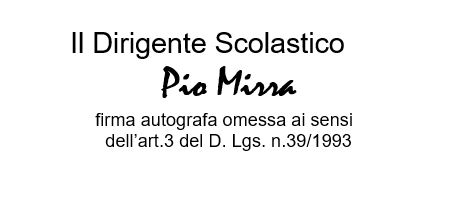 Il Dirigente Scolastico
Pio Mirra
firma autografa omessa ai sensi
dell’art.3 del D. Lgs. n.39/1993